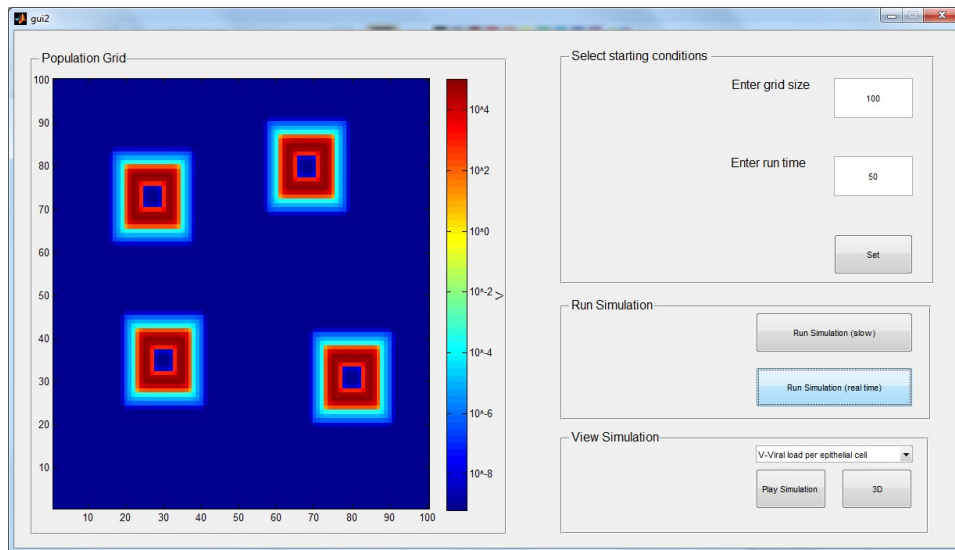 gui2
Population Grid
100
90
80
70
60
50
40
30
20
10
10 20 30 40 50 60 70 80 90 100
10^4
10^2
10^0
10^-2
10^-4
10^-6
10^-8
V
Select starting conditions
Enter grid size
100
Enter run time
50
Set
Run Simulation
Run Simulation (slow)
Run Simulation (real time)
View Simulation
V-Viral load per epithelial cell
Play Simulation
3D